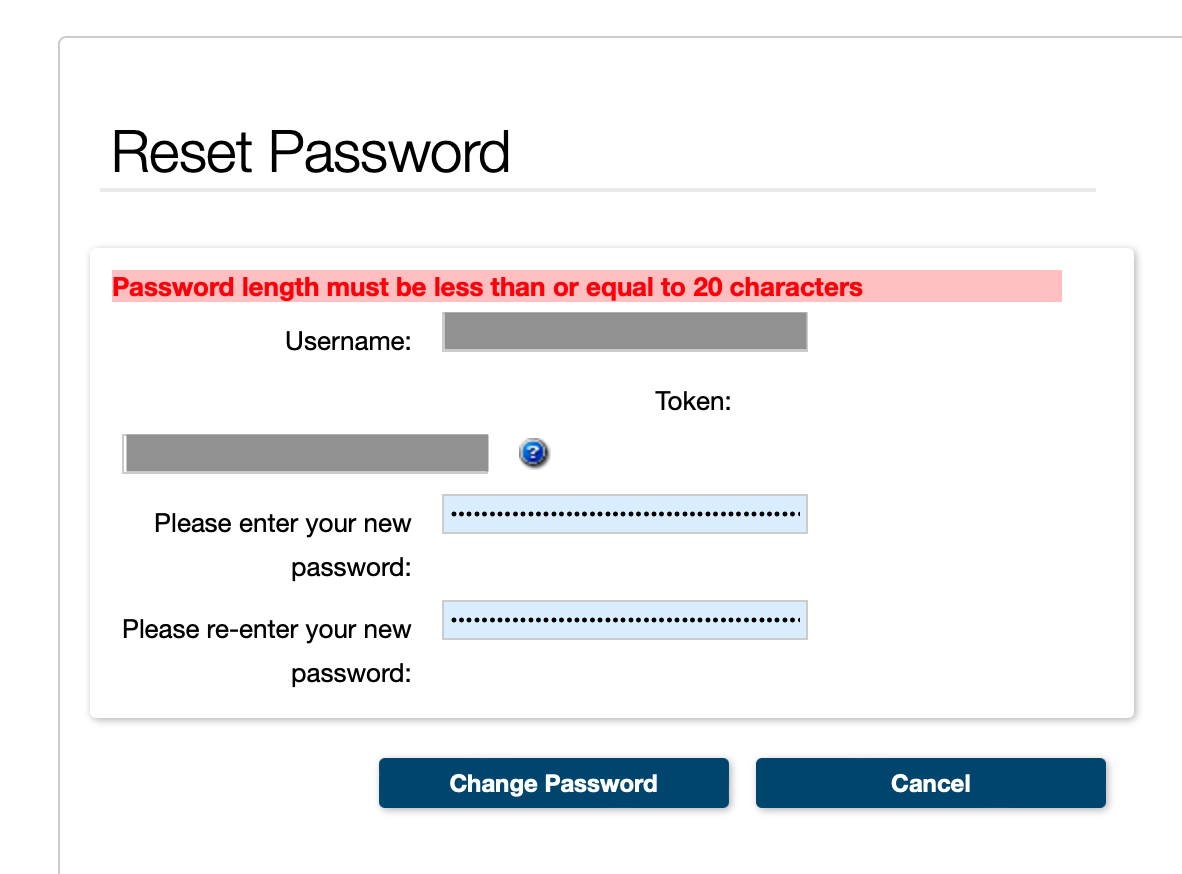 Reset Password
Password length must be less than or equal to 20 characters
Username:
Token:
?
Please enter your new
password:
Please re-enter your new
password:
Change Password
Cancel